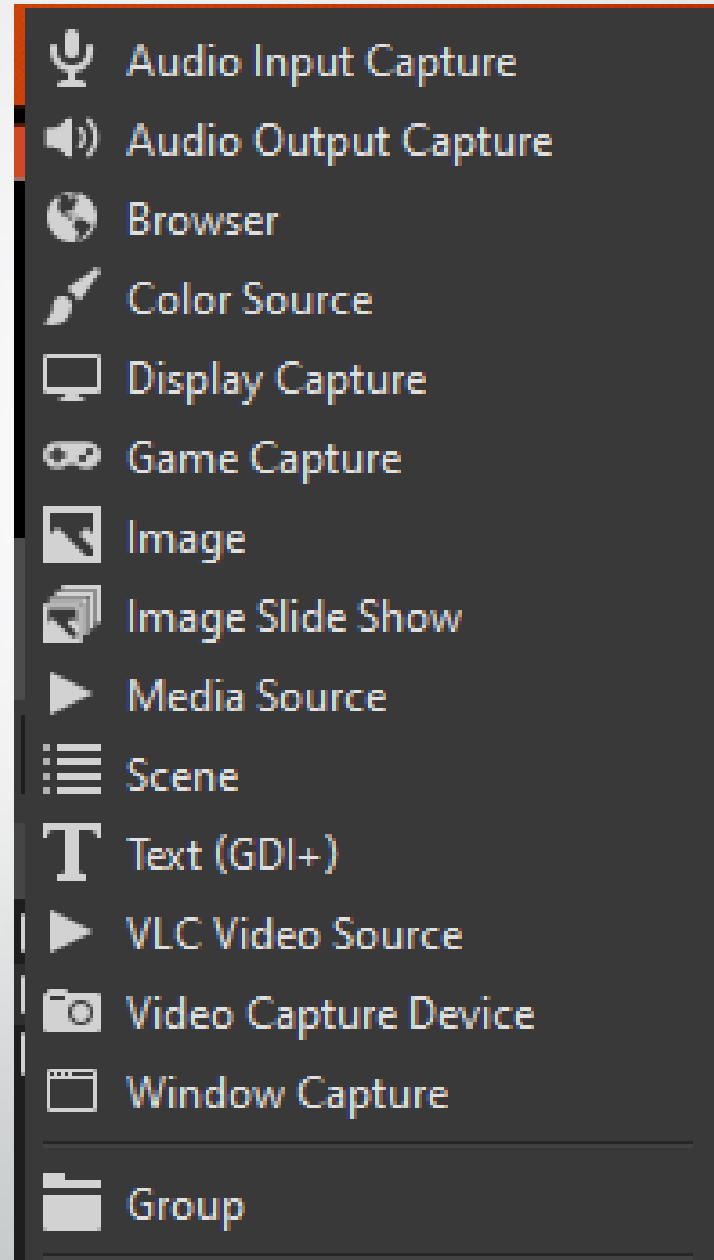 Audio Input Capture
Audio Output Capture
Browser
Color Source
Display Capture
Game Capture
Image
Image Slide Show
Media Source
Scene
Text (GDI+)
VLC Video Source
Video Capture Device
Window Capture
Group